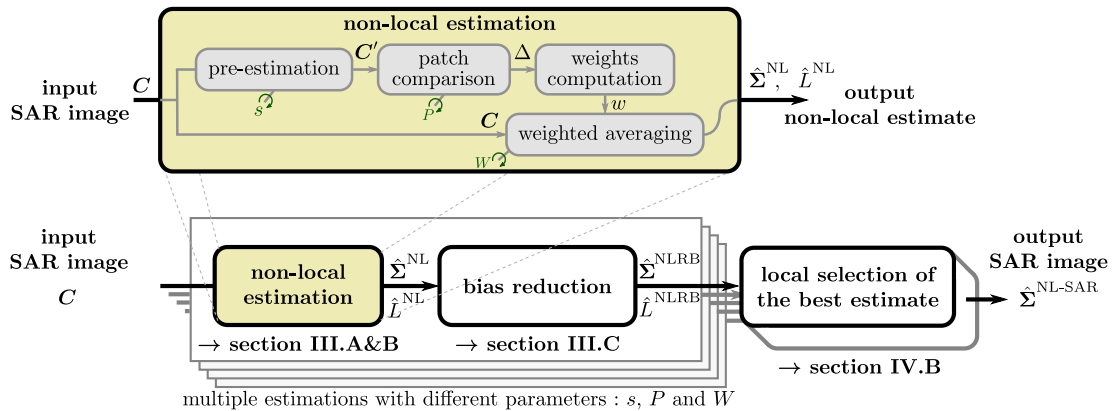 non-local estimation
input
SAR image
C
pre-estimation
C′
patch
comparison
Δ
weights
computation
s
P
w
C
weighted averaging
W
Σ̂^NL, L̂^NL
output
non-local estimate
input
SAR image
C
non-local
estimation
Σ̂^NL
L̂^NL
bias reduction
Σ̂^NLRB
L̂^NLRB
local selection of
the best estimate
output
SAR image
Σ̂^NL-SAR
→ section III.A&B
→ section III.C
→ section IV.B
multiple estimations with different parameters : s, P and W